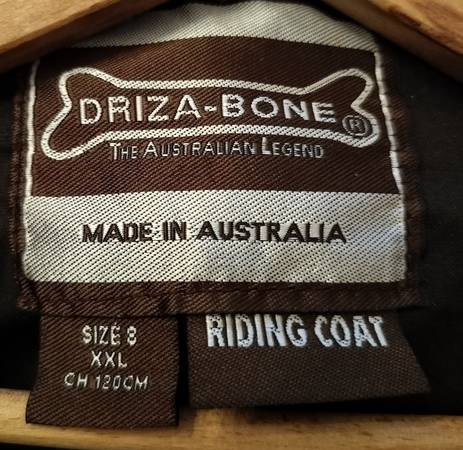 DRIZA-BONE ®
THE AUSTRALIAN LEGEND
MADE IN AUSTRALIA
SIZE 8
XXL
CH 120CM
RIDING COAT